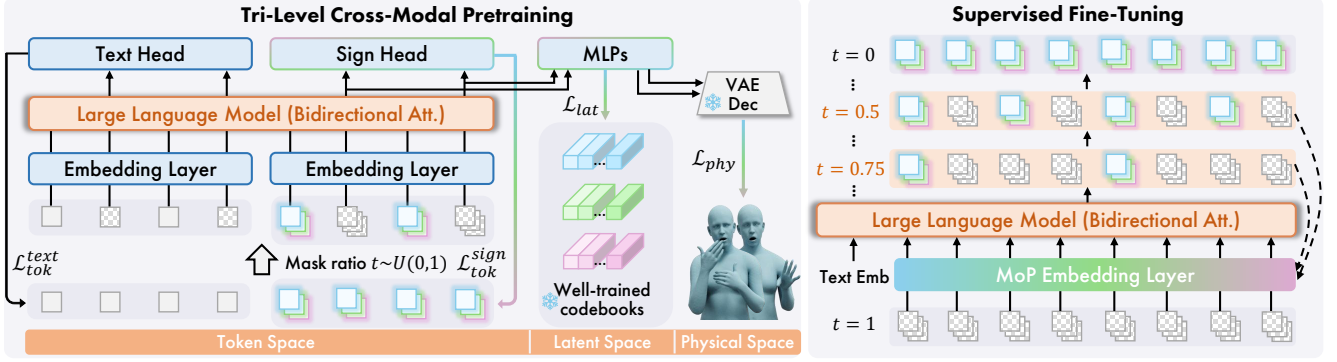 Tri-Level Cross-Modal Pretraining
Text Head
Sign Head
MLPs
VAE
Dec
Large Language Model (Bidirectional Att.)
Embedding Layer
Embedding Layer
ℒ_lat
ℒ_phy
ℒ_tok^text
Mask ratio t~U(0,1)
ℒ_tok^sign
...
...
...
Well-trained
codebooks
Token Space
Latent Space
Physical Space
Supervised Fine-Tuning
t = 0
⋮
t = 0.5
⋮
t = 0.75
⋮
Large Language Model (Bidirectional Att.)
Text Emb
MoP Embedding Layer
t = 1